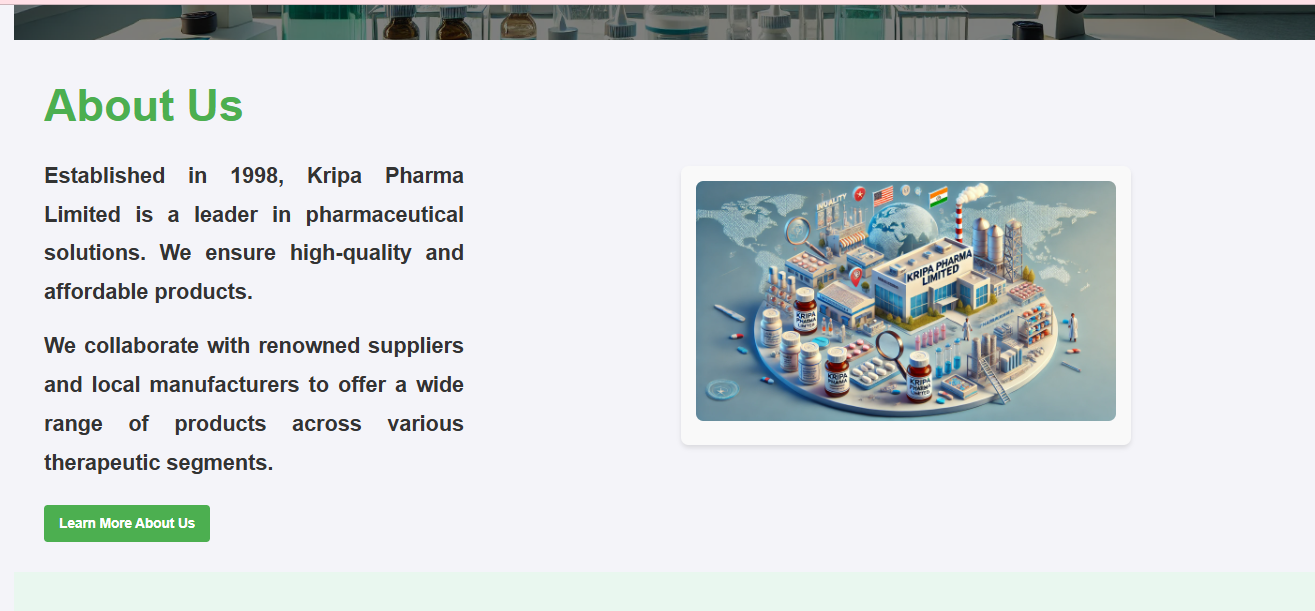 About Us
Established in 1998, Kripa Pharma
Limited is a leader in pharmaceutical
solutions. We ensure high-quality and
affordable products.
We collaborate with renowned suppliers
and local manufacturers to offer a wide
range of products across various
therapeutic segments.
Learn More About Us
KRIPA PHARMA
LIMITED
KRIPA
PHARMA
LIMITED
KRIPA
PHARMA
KRIPA
PHARMA
LIMITED